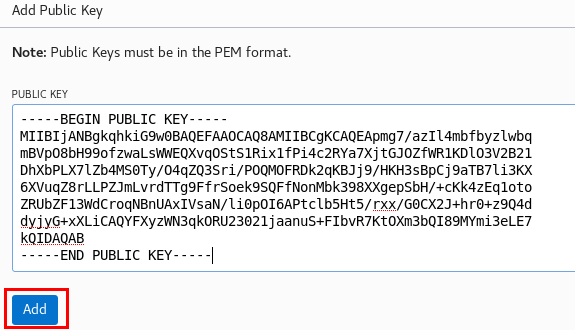 Add Public Key
Note: Public Keys must be in the PEM format.
PUBLIC KEY
-----BEGIN PUBLIC KEY-----
MIIBIjANBgkqhkiG9w0BAQEFAAOCAQ8AMIIBCgKCAQEApmg7/azIl4mbfbyzlwbq
mBVpO8bH99ofzwaLsWWEQXvqOStS1Rix1fPi4c2RYa7XjtGJOZfWR1KDlO3V2B21
DhXbPLX7lZb4MS0Ty/O4qZQ3Sri/POQMOFRDk2qKBJj9/HKH3sBpCj9aTB7li3KX
6XVuqZ8rLLPZJmLvrdTTg9FfrSoek9SQFfNonMbk398XXgepSbH/+cKk4zEq1oto
ZRUbZF13WdCroqNBnUAxIVsaN/li0pOI6APtclb5Ht5/rxx/G0CX2J+hr0+z9Q4d
dyjyG+xXLiCAQYFXyzWN3qkORU23021jaanuS+FIbvR7KtOXm3bQI89MYmi3eLE7
kQIDAQAB
-----END PUBLIC KEY-----
Add